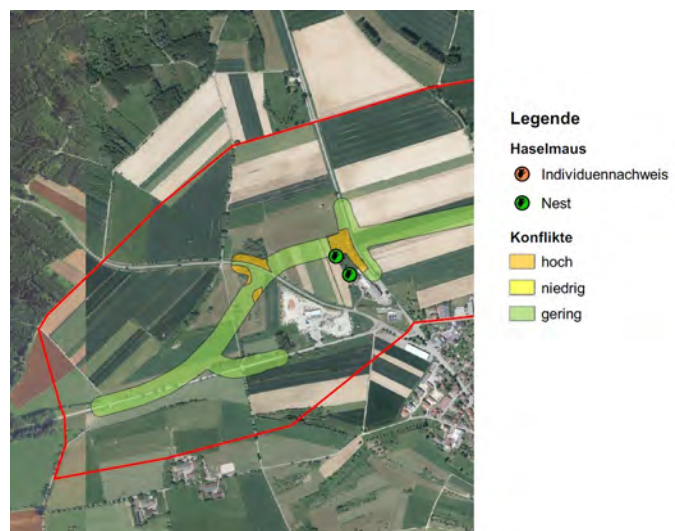 Legende
Haselmaus
Individuennachweis
Nest
Konflikte
hoch
niedrig
gering